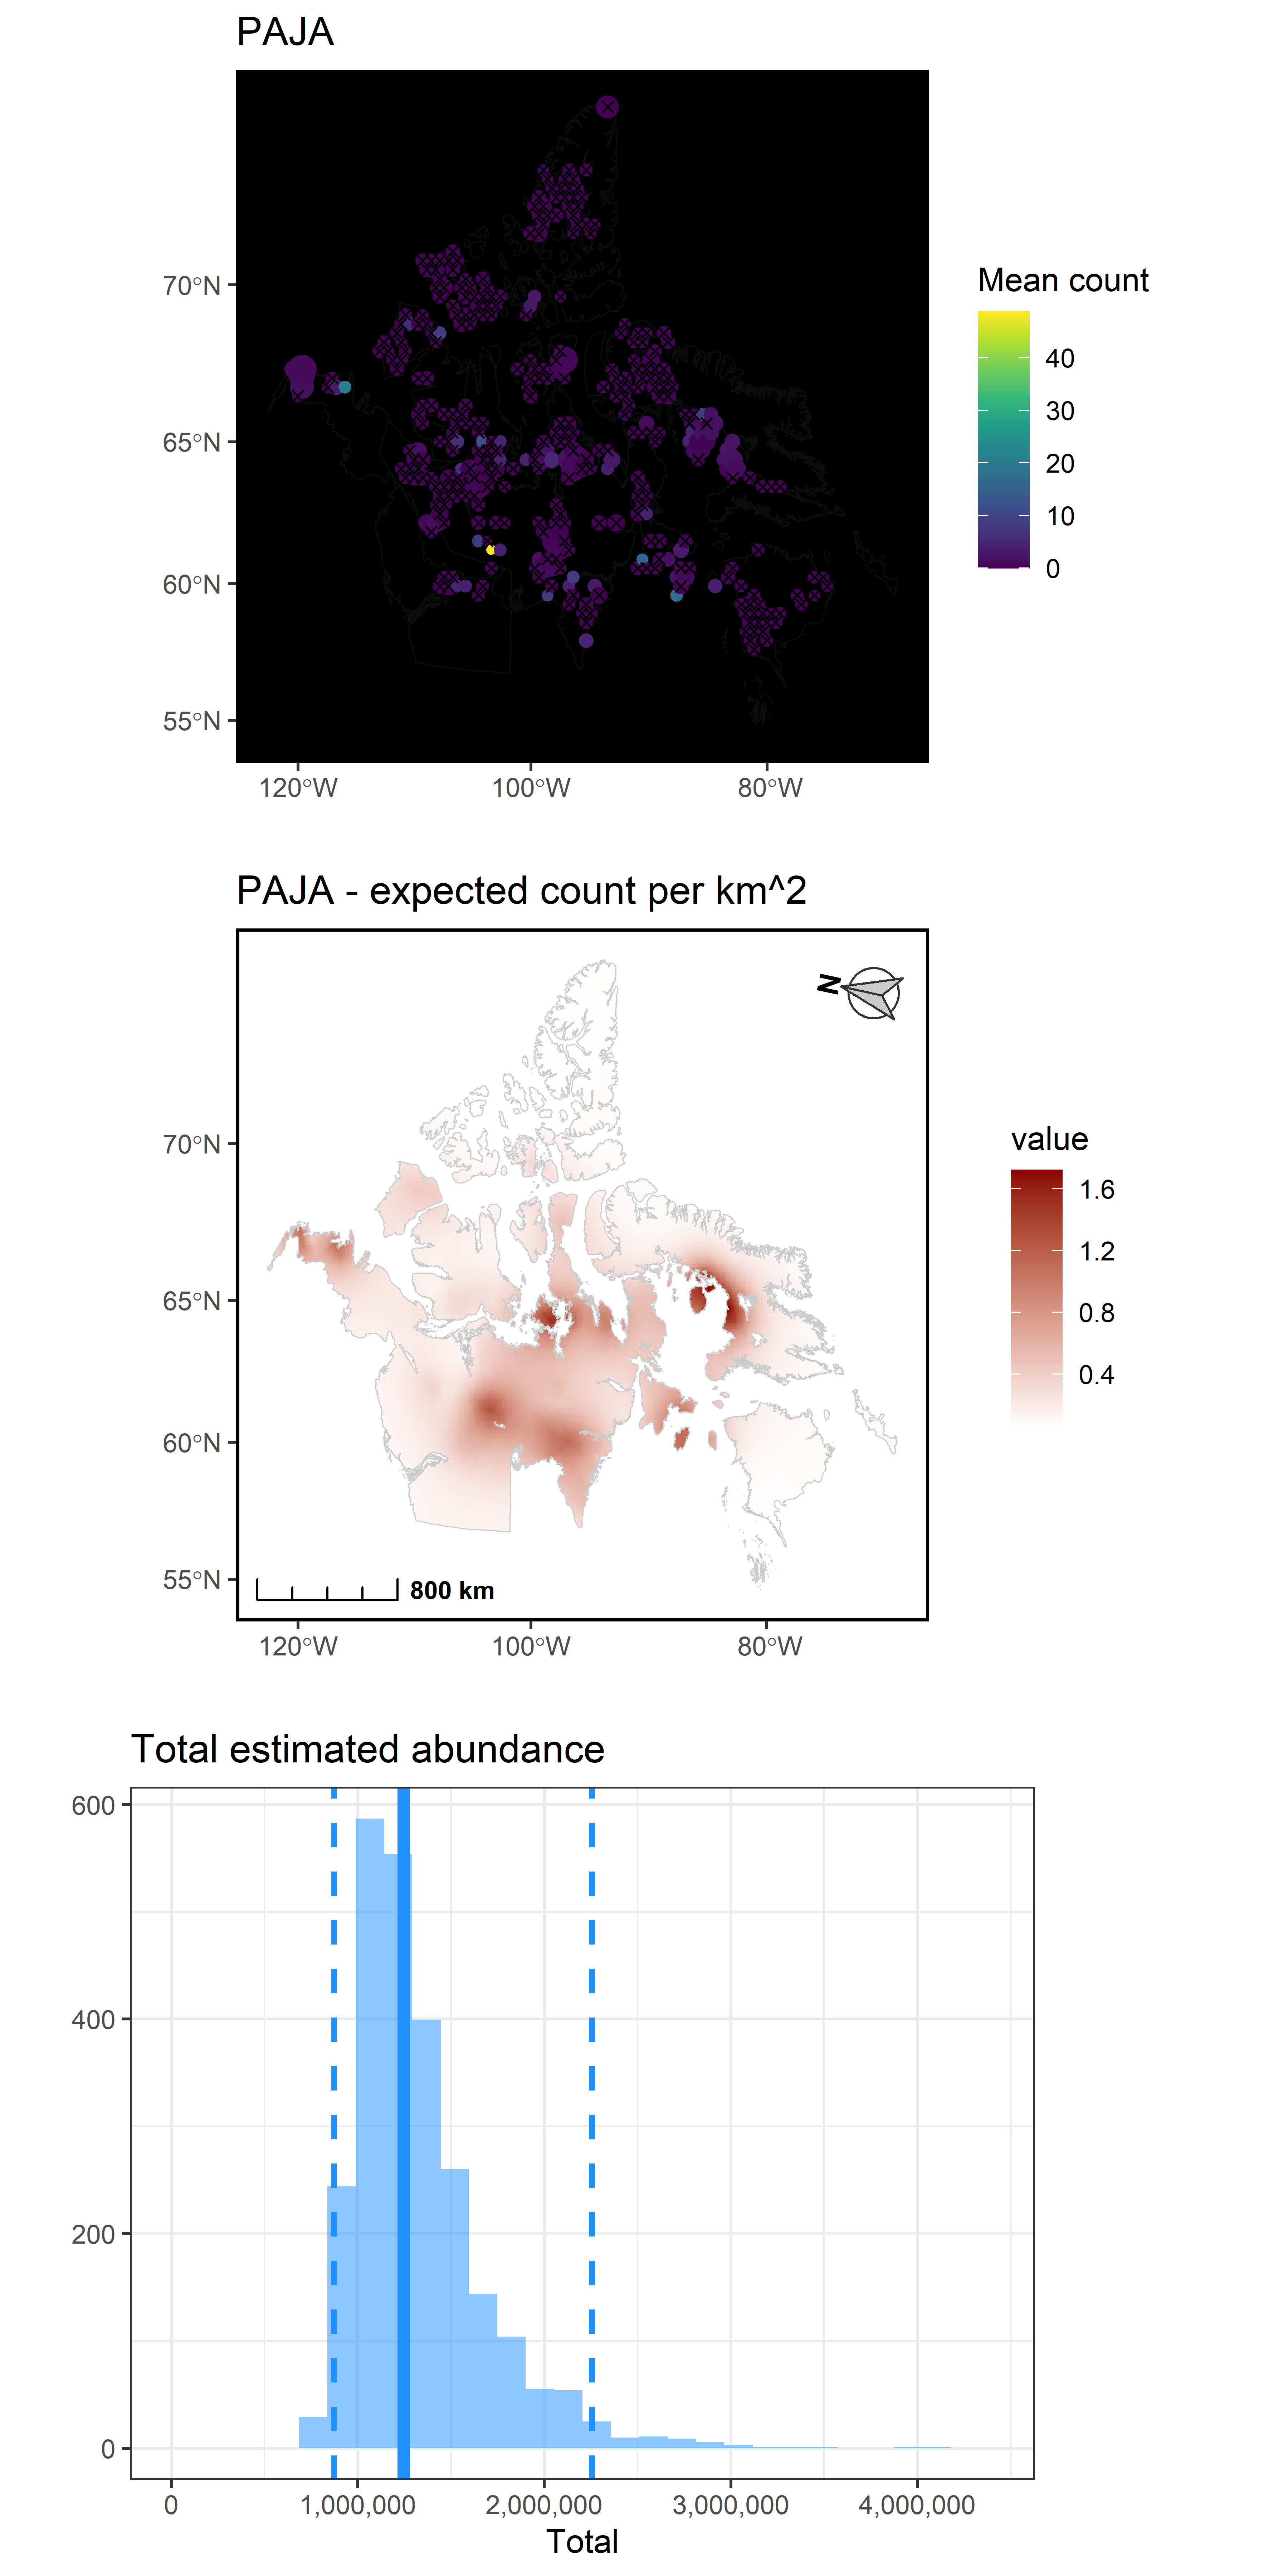 PAJA
70°N
65°N
60°N
55°N
120°W 100°W 80°W
Mean count
40
30
20
10
0
PAJA - expected count per km^2
N
70°N
65°N
60°N
55°N
800 km
120°W 100°W 80°W
value
1.6
1.2
0.8
0.4
Total estimated abundance
600
400
200
0
0 1,000,000 2,000,000 3,000,000 4,000,000
Total